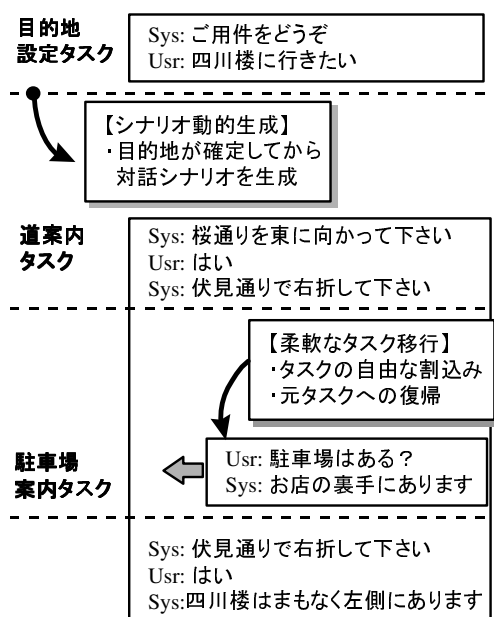 目的地
設定タスク
Sys: ご用件をどうぞ
Usr: 四川楼に行きたい
【シナリオ動的生成】
・目的地が確定してから
対話シナリオを生成
道案内
タスク
Sys: 桜通りを東に向かって下さい
Usr: はい
Sys: 伏見通りで右折して下さい
【柔軟なタスク移行】
・タスクの自由な割込み
・元タスクへの復帰
駐車場
案内タスク
Usr: 駐車場はある？
Sys: お店の裏手にあります
Sys: 伏見通りで右折して下さい
Usr: はい
Sys:四川楼はまもなく左側にあります